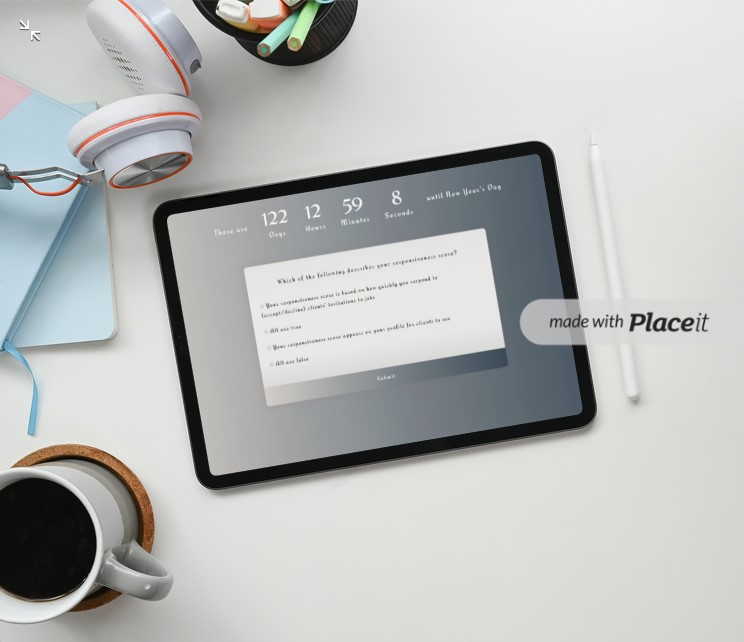 There are 122 12 59 8 until New Year's Day
Days Hours Minutes Seconds
Which of the following describes your responsiveness score?
Your responsiveness score is based on how quickly you respond to
(accept/decline) clients' invitations to jobs
All are true
Your responsiveness score appears on your profile for clients to see
All are false
Submit
made with Placeit